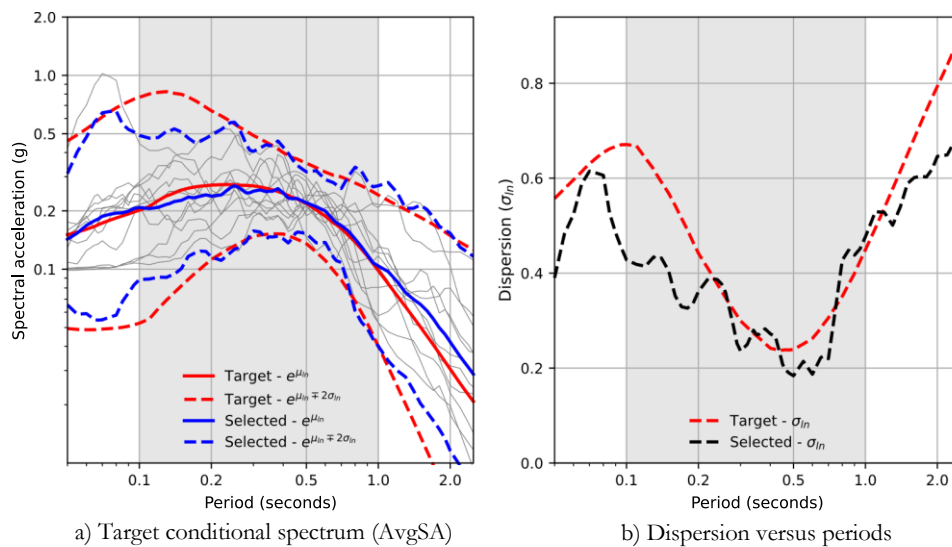 2.0
1.0
0.5
0.2
0.1
Spectral acceleration (g)
Target - e^{μ_{ln}}
Target - e^{μ_{ln}∓2σ_{ln}}
Selected - e^{μ_{ln}}
Selected - e^{μ_{ln}∓2σ_{ln}}
0.1 0.2 0.5 1.0 2.0
Period (seconds)
a) Target conditional spectrum (AvgSA)
0.8
0.6
0.4
0.2
0.0
Dispersion (σ_{ln})
Target - σ_{ln}
Selected - σ_{ln}
0.1 0.2 0.5 1.0 2.0
Period (seconds)
b) Dispersion versus periods